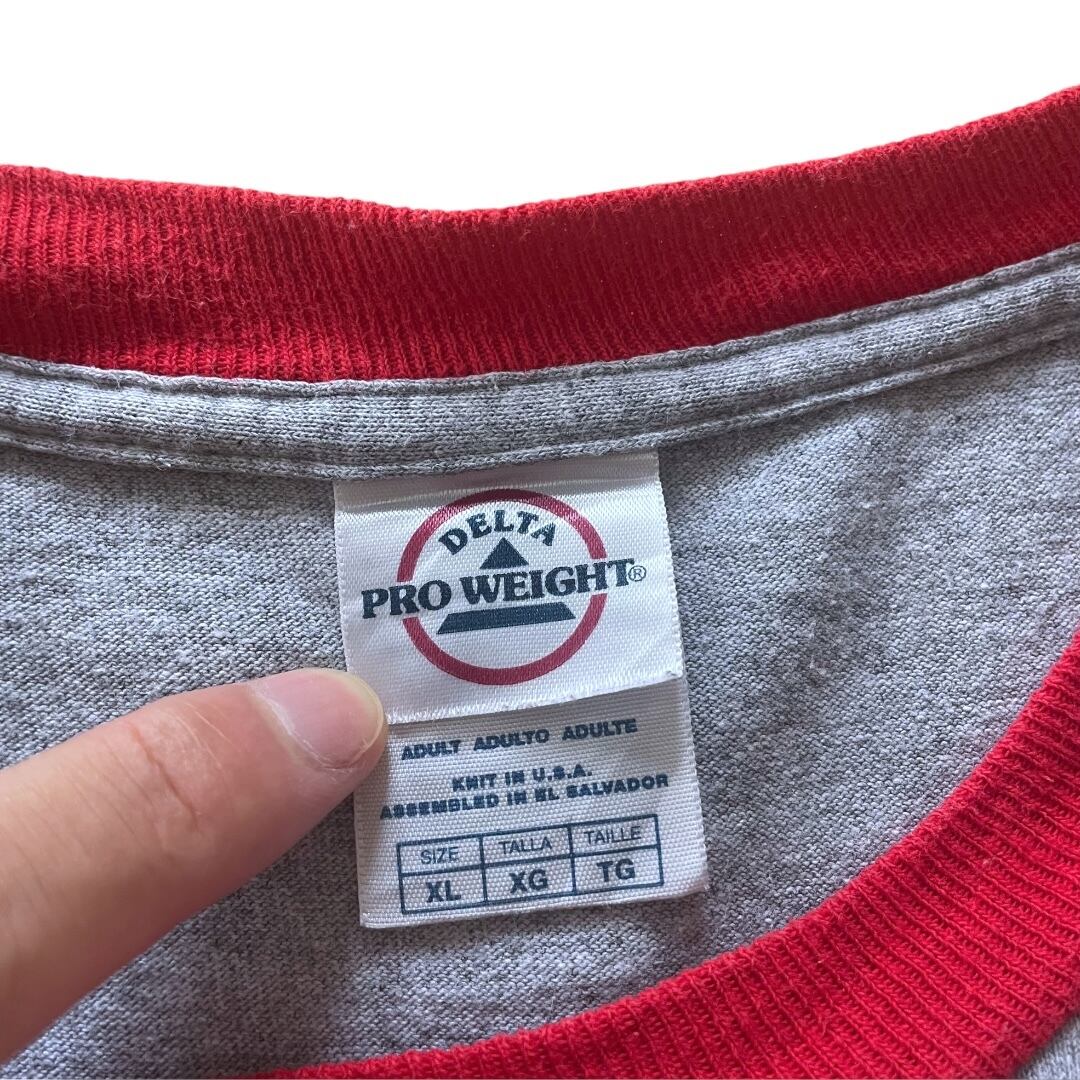 DELTA
PRO WEIGHT®
ADULT ADULTO ADULTE
KNIT IN U.S.A.
ASSEMBLED IN EL SALVADOR
SIZE TALLA TAILLE
XL XG TG